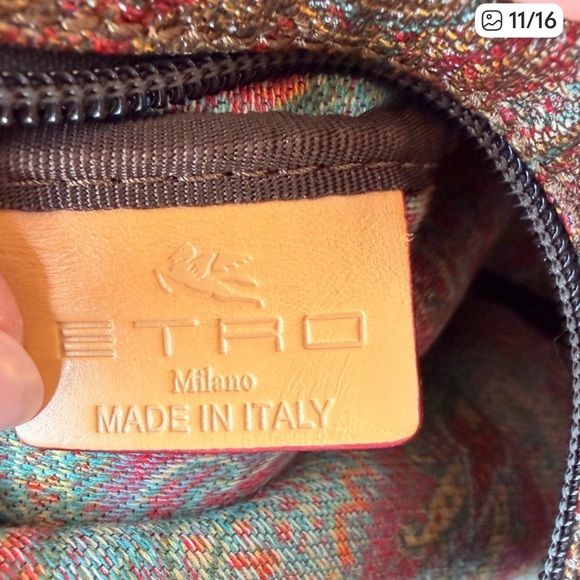 11/16
ETRO
Milano
MADE IN ITALY